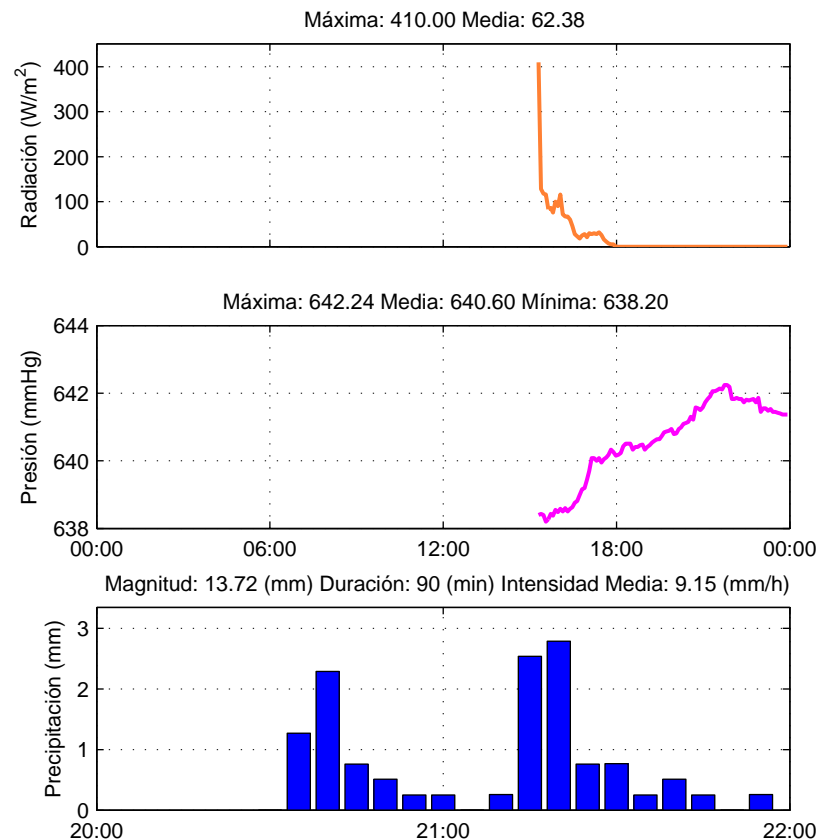 Máxima: 410.00 Media: 62.38
Radiación (W/m²)
400
300
200
100
0
Máxima: 642.24 Media: 640.60 Mínima: 638.20
Presión (mmHg)
644
642
640
638
00:00 06:00 12:00 18:00 00:00
Magnitud: 13.72 (mm) Duración: 90 (min) Intensidad Media: 9.15 (mm/h)
Precipitación (mm)
3
2
1
0
20:00 21:00 22:00